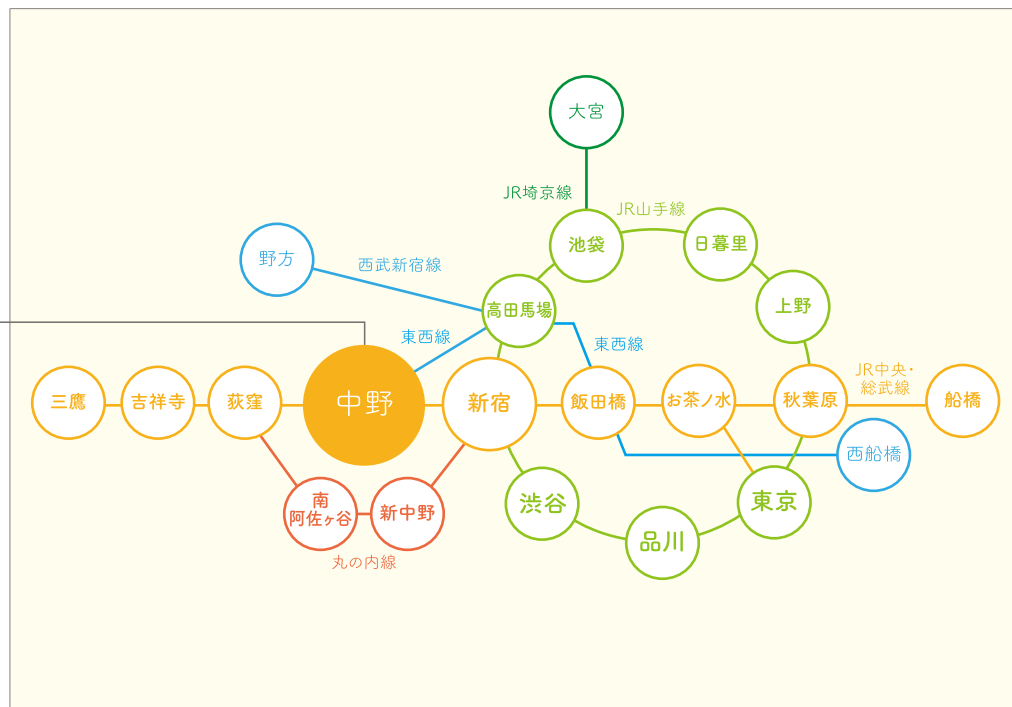 大宮
JR埼京線
JR山手線
池袋
日暮里
野方
西武新宿線
高田馬場
上野
東西線
東西線
三鷹
吉祥寺
荻窪
中野
新宿
飯田橋
お茶ノ水
秋葉原
JR中央・
総武線
船橋
西船橋
南
阿佐ヶ谷
新中野
渋谷
東京
品川
丸の内線